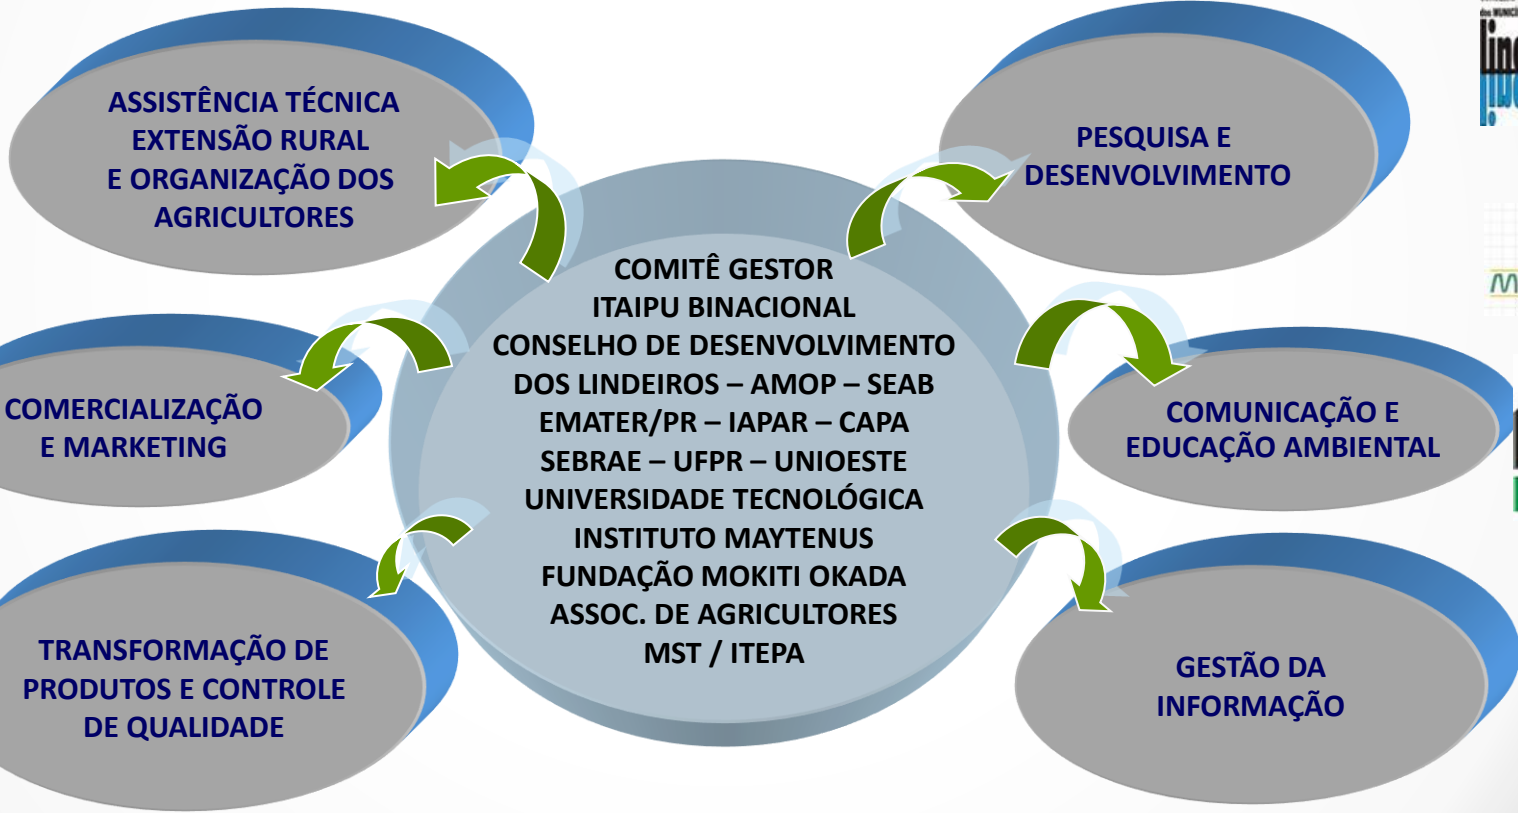 ASSISTÊNCIA TÉCNICA
EXTENSÃO RURAL
E ORGANIZAÇÃO DOS
AGRICULTORES
PESQUISA E
DESENVOLVIMENTO
COMITÊ GESTOR
ITAIPU BINACIONAL
CONSELHO DE DESENVOLVIMENTO
DOS LINDEIROS – AMOP – SEAB
EMATER/PR – IAPAR – CAPA
SEBRAE – UFPR – UNIOESTE
UNIVERSIDADE TECNOLÓGICA
INSTITUTO MAYTENUS
FUNDAÇÃO MOKITI OKADA
ASSOC. DE AGRICULTORES
MST / ITEPA
COMERCIALIZAÇÃO
E MARKETING
COMUNICAÇÃO E
EDUCAÇÃO AMBIENTAL
TRANSFORMAÇÃO DE
PRODUTOS E CONTROLE
DE QUALIDADE
GESTÃO DA
INFORMAÇÃO